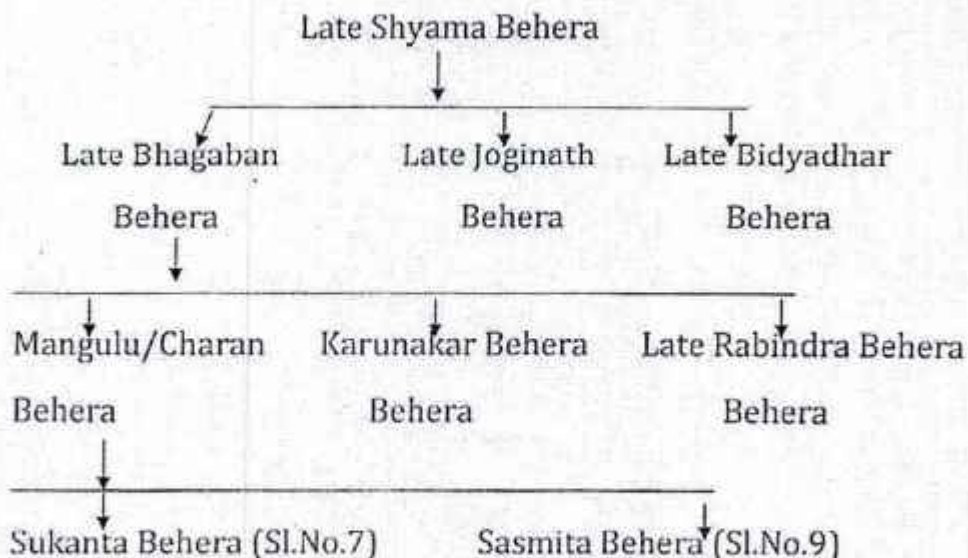 Late Shyama Behera
Late Bhagaban Late Joginath Late Bidyadhar
Behera Behera Behera
Mangulu/Charan Karunakar Behera Late Rabindra Behera
Behera Behera Behera
Sukanta Behera (Sl.No.7) Sasmita Behera (Sl.No.9)